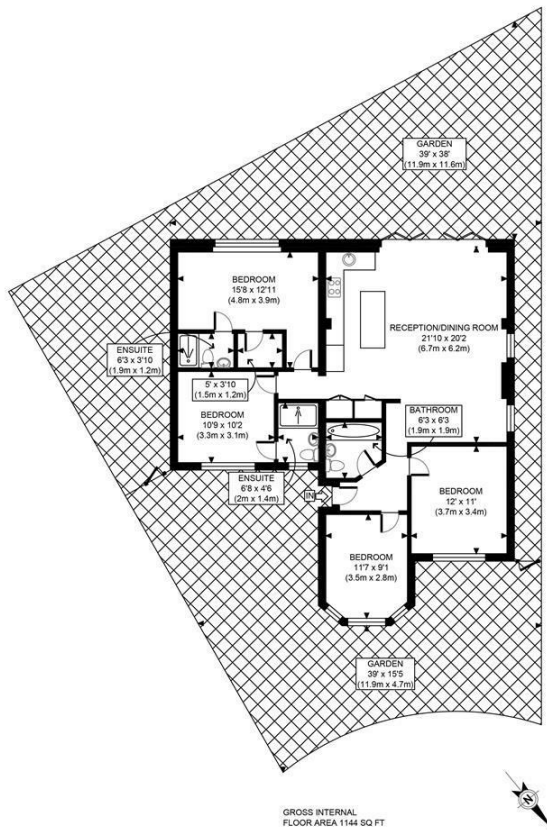 GARDEN
39' x 38'
(11.9m x 11.6m)
BEDROOM
15'8 x 12'11
(4.8m x 3.9m)
RECEPTION/DINING ROOM
21'10 x 20'2
(6.7m x 6.2m)
ENSUITE
6'3 x 3'10
(1.9m x 1.2m)
5' x 3'10
(1.5m x 1.2m)
BEDROOM
10'9 x 10'2
(3.3m x 3.1m)
BATHROOM
6'3 x 6'3
(1.9m x 1.9m)
ENSUITE
6'8 x 4'6
(2m x 1.4m)
IN
BEDROOM
12' x 11'
(3.7m x 3.4m)
BEDROOM
11'7 x 9'1
(3.5m x 2.8m)
GARDEN
39' x 15'5
(11.9m x 4.7m)
N
GROSS INTERNAL
FLOOR AREA 1144 SQ FT